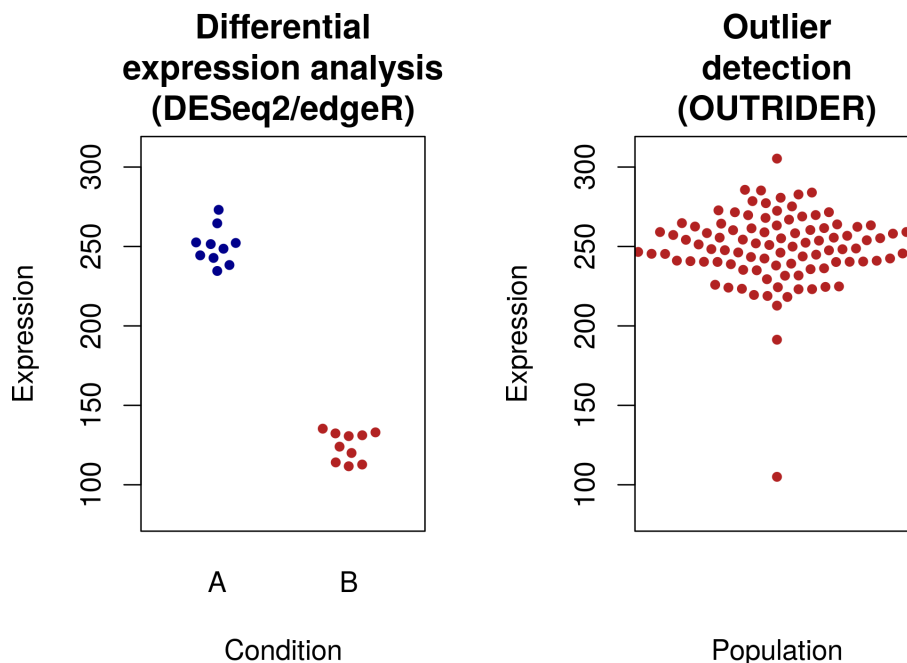 Differential
expression analysis
(DESeq2/edgeR)
Expression
300
250
200
150
100
A B
Condition
Outlier
detection
(OUTRIDER)
Expression
300
250
200
150
100
Population